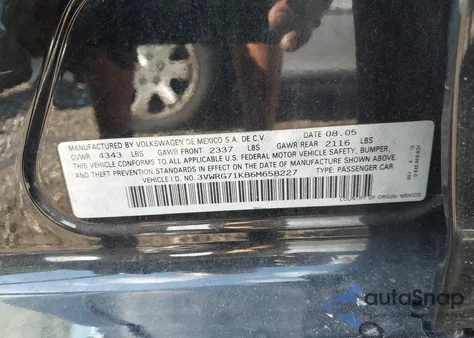 MANUFACTURED BY VOLKSWAGEN DE MEXICO S.A. DE C.V. DATE 08.05
GVWR 4343 LBS GAWR FRONT 2337 LBS GAWR REAR 2116 LBS
THIS VEHICLE CONFORMS TO ALL APPLICABLE U.S. FEDERAL MOTOR VEHICLE SAFETY, BUMPER,
AND THEFT PREVENTION STANDARDS IN EFFECT ON THE DATE OF MANUFACTURE SHOWN ABOVE.
VEHICLE I.D. NO. 3VWRG71K86M658227 TYPE: PASSENGER CAR
COUNTRY OF ORIGIN: MEXICO
autoSnap